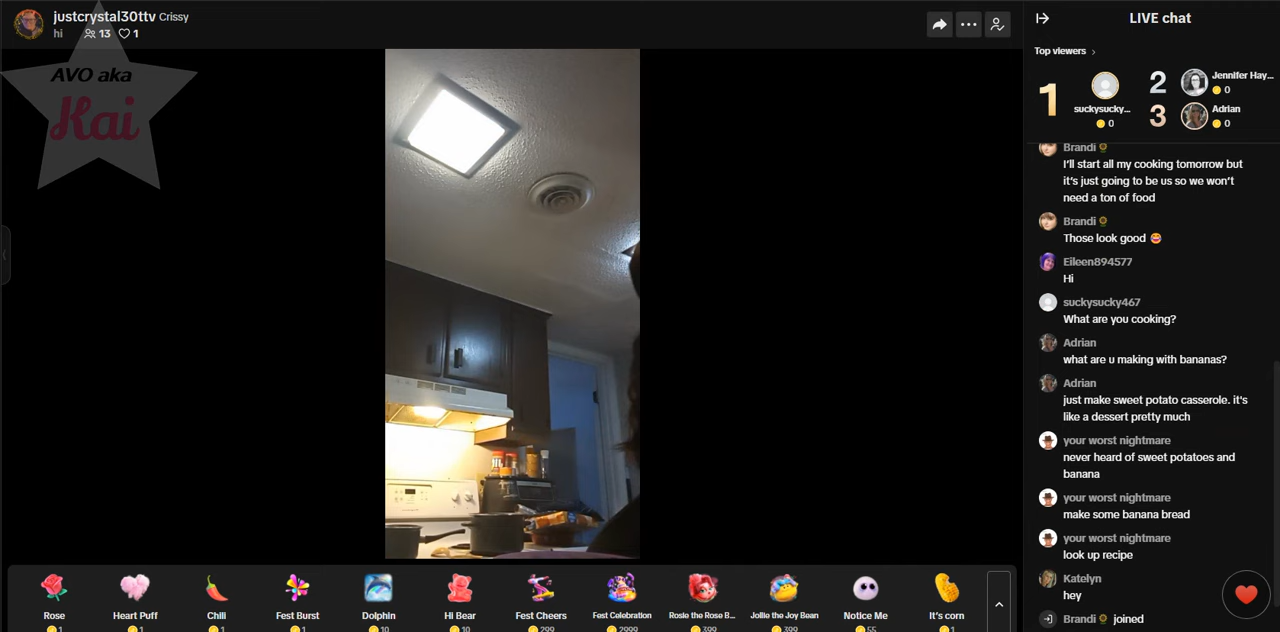 justcrystal30ttv Crissy
hi 13 1
AVO aka
Kai
LIVE chat
Top viewers
1
suckysucky...
0
2
Jennifer Hay...
0
3
Adrian
0
Brandi
I'll start all my cooking tomorrow but
it's just going to be us so we won't
need a ton of food
Brandi
Those look good
Eileen894577
Hi
suckysucky467
What are you cooking?
Adrian
what are u making with bananas?
Adrian
just make sweet potato casserole. it's
like a dessert pretty much
your worst nightmare
never heard of sweet potatoes and
banana
your worst nightmare
make some banana bread
your worst nightmare
look up recipe
Katelyn
hey
Brandi joined
Rose Heart Puff Chili Fest Burst Dolphin Hi Bear Fest Cheers Fest Celebration Rosie the Rose B... Jollie the Joy Bean Notice Me It's corn
1 1 1 1 10 10 299 2999 399 399 55 1